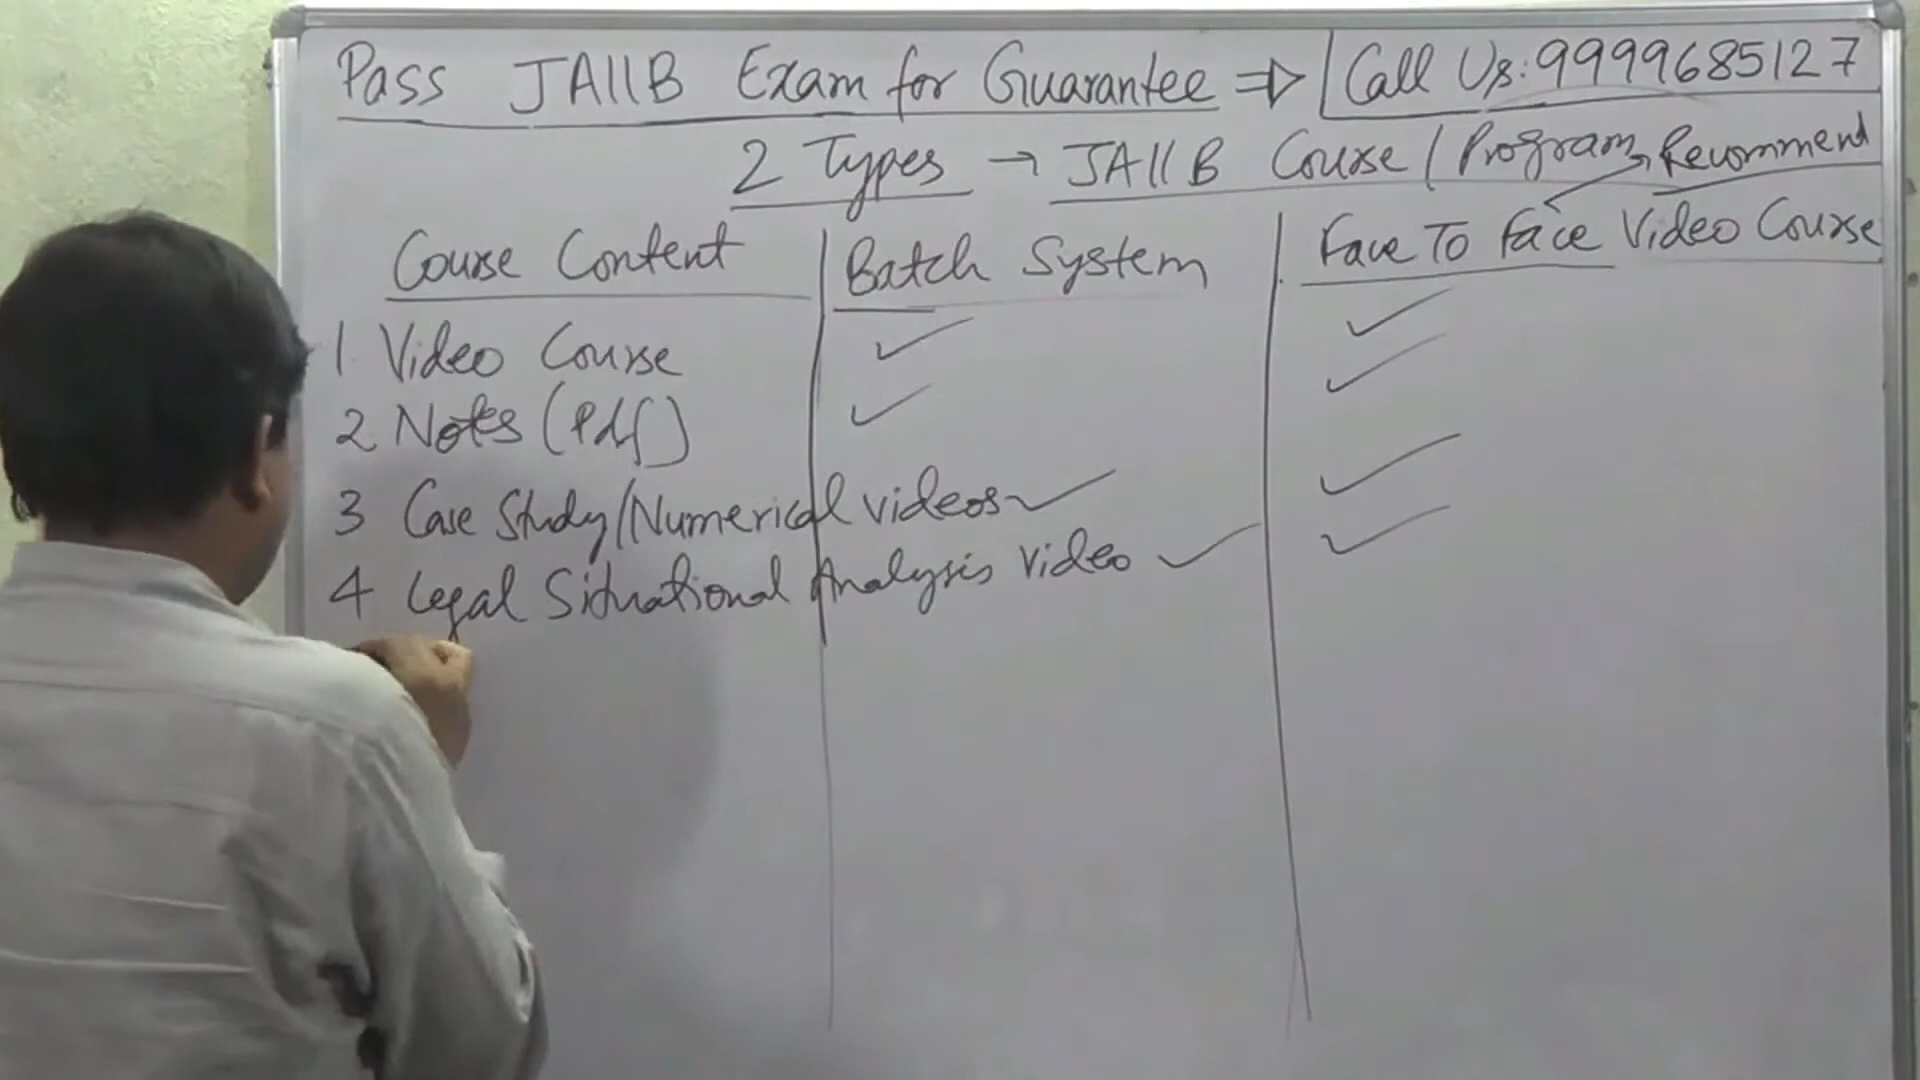 Pass JAIIB Exam for Guarantee ⇒ Call Us: 9999685127
2 Types → JAIIB Course / Program → Recommend
Course Content Batch System Face To Face Video Course
1 Video Course ✓ ✓
2 Notes (Pdf) ✓ ✓
3 Case Study/Numerical videos ✓ ✓
4 Legal Situational Analysis Video ✓ ✓